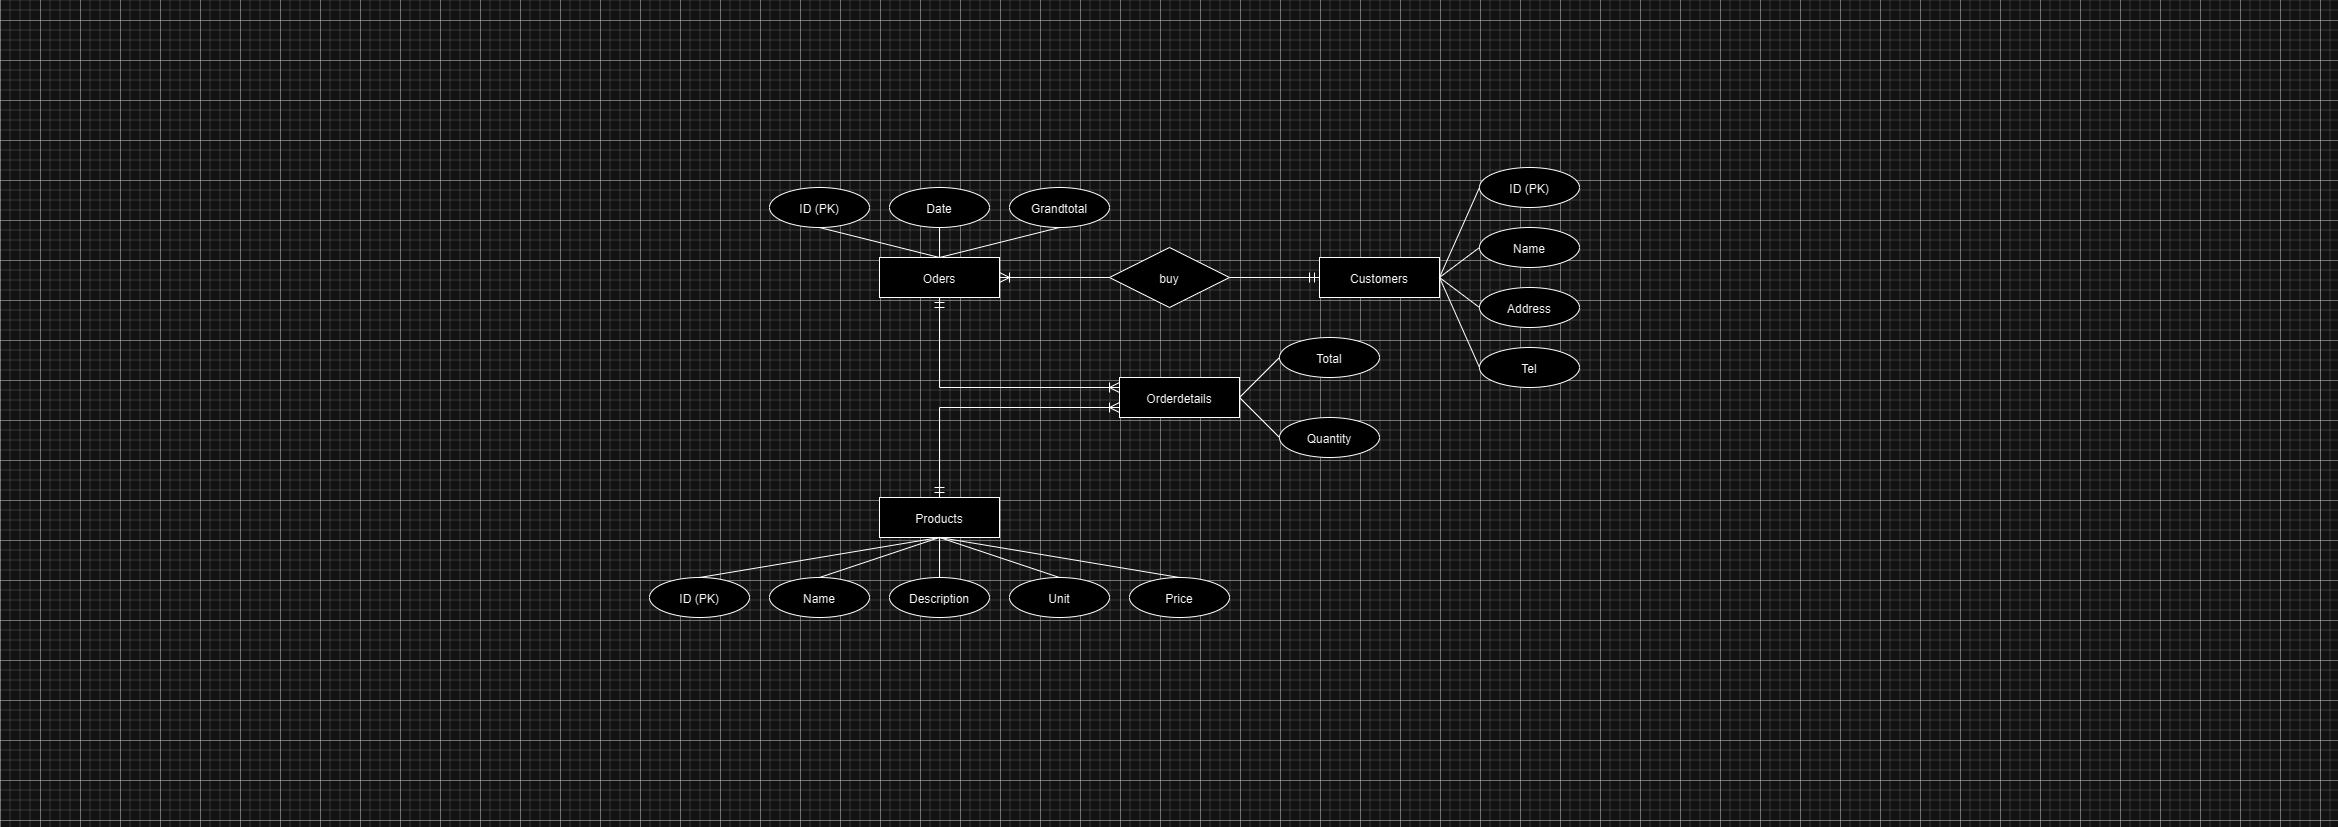 ID (PK)
Date
Grandtotal
Oders
buy
Customers
ID (PK)
Name
Address
Tel
Total
Orderdetails
Quantity
Products
ID (PK)
Name
Description
Unit
Price